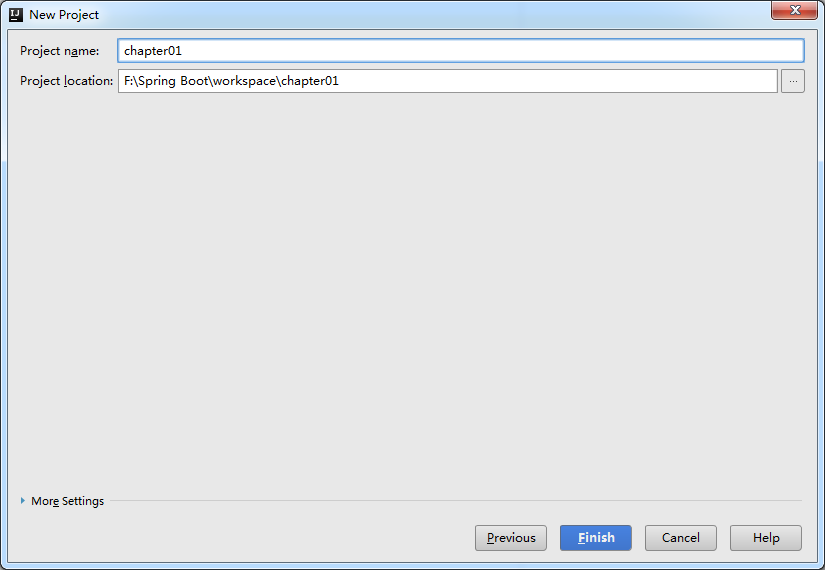 New Project
Project name: chapter01
Project location: F:\Spring Boot\workspace\chapter01 ...
More Settings
Previous Finish Cancel Help